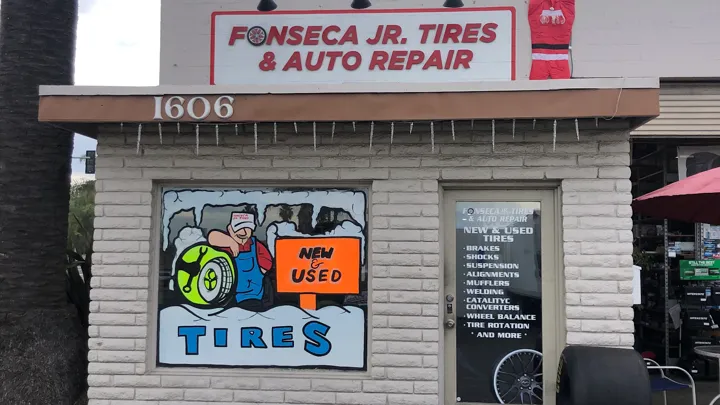 FONSECA JR. TIRES
& AUTO REPAIR
1606
NEW
&
USED
TIRES
FONSECA JR. TIRES
& AUTO REPAIR
NEW & USED
TIRES
· BRAKES
· SHOCKS
· SUSPENSION
· ALIGNMENTS
· MUFFLERS
· WELDING
· CATALITYC
CONVERTERS
· WHEEL BALANCE
· TIRE ROTATION
· AND MORE ·